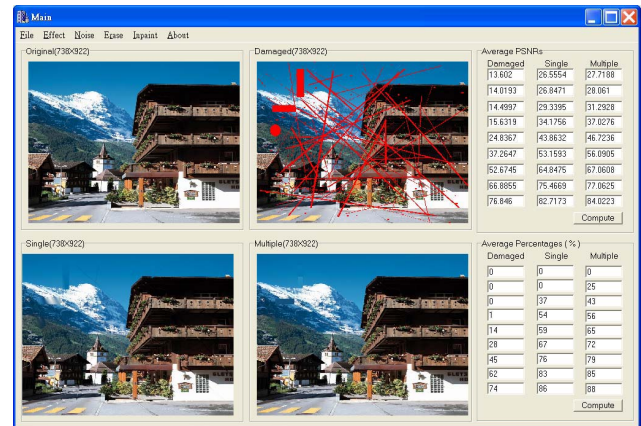 Main
File Effect Noise Erase Inpaint About
Original(738X922)
Damaged(738X922)
Average PSNRs
Damaged Single Multiple
13.602 26.5554 27.7188
14.0193 26.8471 28.061
14.4997 29.3395 31.2928
15.6319 34.1756 37.0276
24.8367 43.8632 46.7236
37.2647 53.1593 56.0905
52.6745 64.8475 67.0608
66.8855 75.4669 77.0625
76.846 82.7173 84.0223
Compute
Single(738X922)
Multiple(738X922)
Average Percentages ( % )
Damaged Single Multiple
0 0 0
0 0 25
0 37 43
1 54 56
14 59 65
28 67 72
45 76 79
62 83 85
74 86 88
Compute